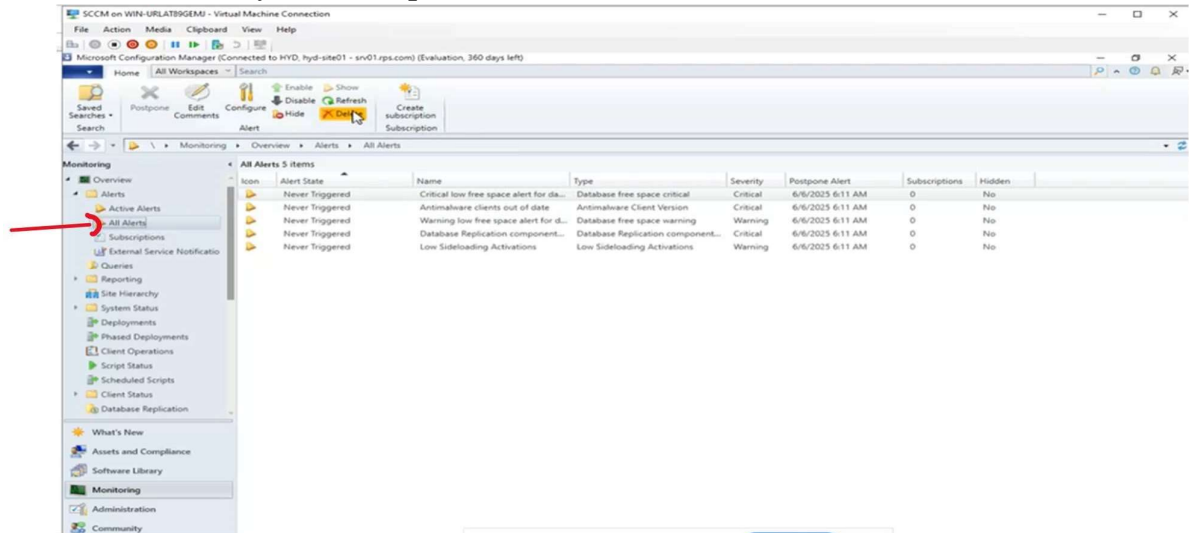 SCCM on WIN-URLAT89GEMJ - Virtual Machine Connection
File Action Media Clipboard View Help
Microsoft Configuration Manager (Connected to HYD, hyd-site01 - srv01.rps.com) (Evaluation, 360 days left)
Home All Workspaces Search
Saved Searches Postpone Edit Comments Configure Enable Disable Hide Show Refresh Delete Create subscription
Search Alert Subscription
\ Monitoring Overview Alerts All Alerts
Monitoring
All Alerts 5 items
Icon Alert State Name Type Severity Postpone Alert Subscriptions Hidden
Never Triggered Critical low free space alert for da... Database free space critical Critical 6/6/2025 6:11 AM 0 No
Never Triggered Antimalware clients out of date Antimalware Client Version Critical 6/6/2025 6:11 AM 0 No
Never Triggered Warning low free space alert for d... Database free space warning Warning 6/6/2025 6:11 AM 0 No
Never Triggered Database Replication component... Database Replication component... Critical 6/6/2025 6:11 AM 0 No
Never Triggered Low Sideloading Activations Low Sideloading Activations Warning 6/6/2025 6:11 AM 0 No
Overview
Alerts
Active Alerts
All Alerts
Subscriptions
External Service Notificatio
Queries
Reporting
Site Hierarchy
System Status
Deployments
Phased Deployments
Client Operations
Script Status
Scheduled Scripts
Client Status
Database Replication
What's New
Assets and Compliance
Software Library
Monitoring
Administration
Community